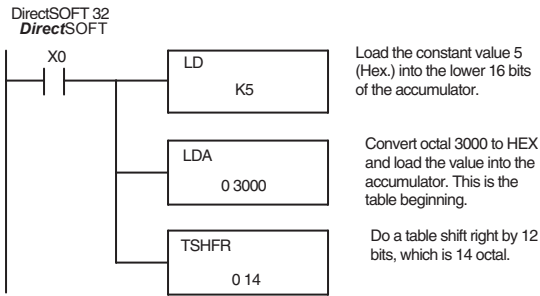 DirectSOFT 32
DirectSOFT
X0
LD
K5
Load the constant value 5
(Hex.) into the lower 16 bits
of the accumulator.
LDA
0 3000
Convert octal 3000 to HEX
and load the value into the
accumulator. This is the
table beginning.
TSHFR
0 14
Do a table shift right by 12
bits, which is 14 octal.